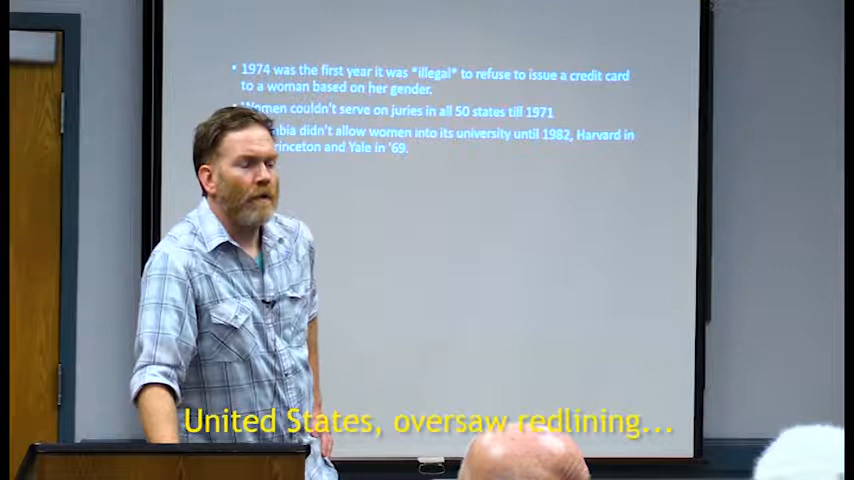 • 1974 was the first year it was *illegal* to refuse to issue a credit card
to a woman based on her gender.
• Women couldn't serve on juries in all 50 states till 1971
didn't allow women into its university until 1982, Harvard in
and Yale in '69.
United States, oversaw redlining...